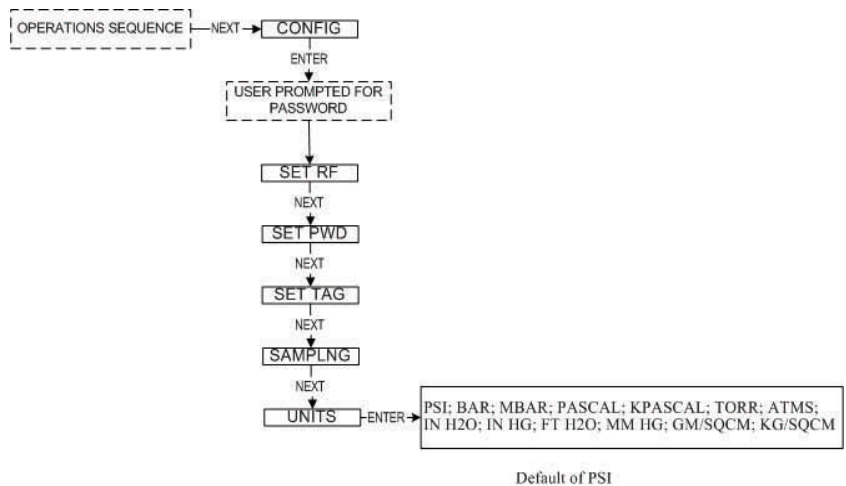 OPERATIONS SEQUENCE
NEXT
CONFIG
ENTER
USER PROMPTED FOR
PASSWORD
SET RF
NEXT
SET PWD
NEXT
SET TAG
NEXT
SAMPLNG
NEXT
UNITS
ENTER
PSI; BAR; MBAR; PASCAL; KPASCAL; TORR; ATMS;
IN H2O; IN HG; FT H2O; MM HG; GM/SQCM; KG/SQCM
Default of PSI